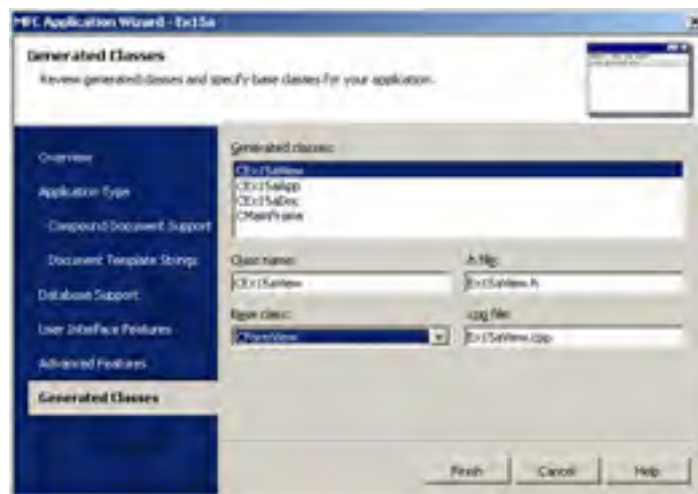 MFC Application Wizard - Ex15a
Generated Classes
Review generated classes and specify base classes for your application.
Overview
Application Type
Compound Document Support
Document Template Strings
Database Support
User Interface Features
Advanced Features
Generated Classes
Generated classes:
CEx15aView
CEx15aApp
CEx15aDoc
CMainFrame
Class name:
.h file:
CEx15aView
Ex15aView.h
Base class:
.cpp file:
CFormView
Ex15aView.cpp
Finish
Cancel
Help